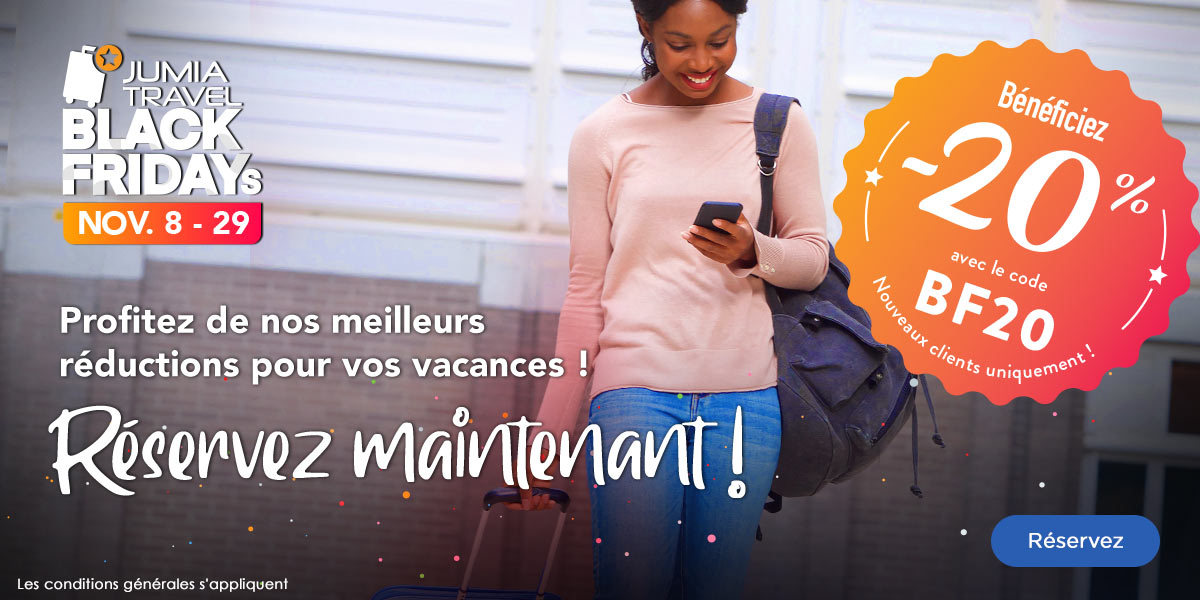 JUMIA
TRAVEL
BLACK
FRIDAYs
NOV. 8 - 29
Profitez de nos meilleurs
réductions pour vos vacances !
Réservez maintenant !
Bénéficiez
-20%
avec le code
BF20
Nouveaux clients uniquement !
Réservez
Les conditions générales s'appliquent